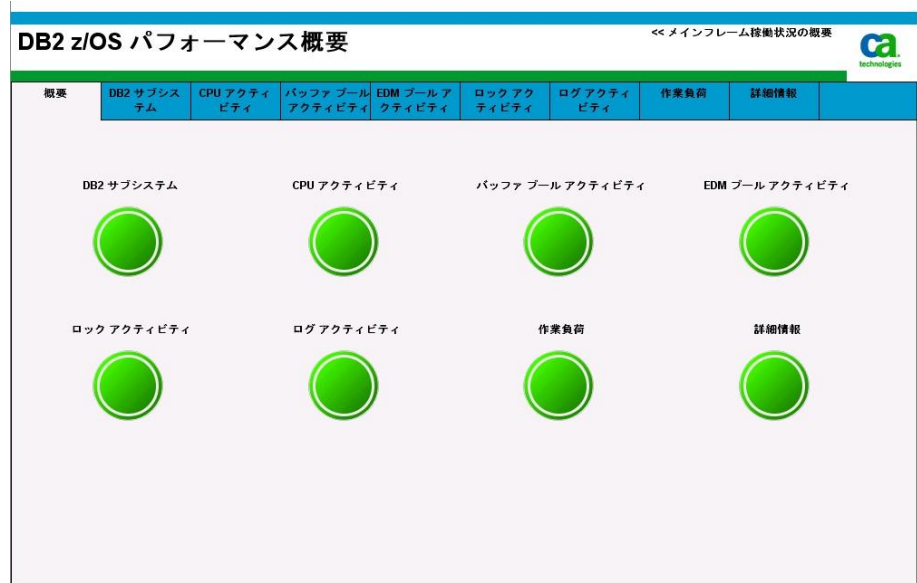 DB2 z/OS パフォーマンス概要
<< メインフレーム稼働状況の概要
ca
technologies
概要
DB2 サブシス
テム
CPU アクティ
ビティ
バッファ プール
アクティビティ
EDM プール ア
クティビティ
ロック アク
ティビティ
ログ アクティ
ビティ
作業負荷
詳細情報
DB2 サブシステム
CPU アクティビティ
バッファ プール アクティビティ
EDM プール アクティビティ
ロック アクティビティ
ログ アクティビティ
作業負荷
詳細情報